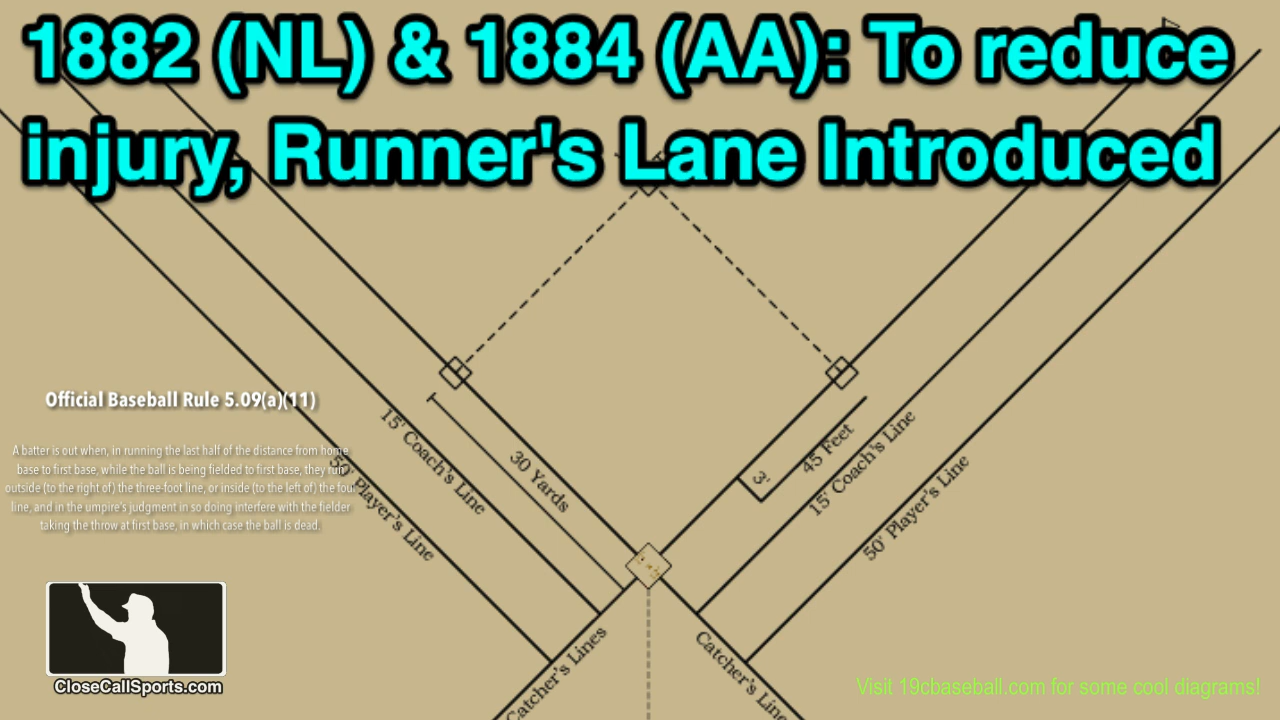 1882 (NL) & 1884 (AA): To reduce
injury, Runner's Lane Introduced
Official Baseball Rule 5.09(a)(11)
A batter is out when, in running the last half of the distance from home
base to first base, while the ball is being fielded to first base, they run
outside (to the right of) the three-foot line, or inside (to the left of) the foul
line, and in the umpire's judgment in so doing interfere with the fielder
taking the throw at first base, in which case the ball is dead.
15' Coach's Line
30 Yards
50' Player's Line
3'
45 Feet
15' Coach's Line
50' Player's Line
Catcher's Lines
Catcher's Lines
CloseCallSports.com
Visit 19cbaseball.com for some cool diagrams!